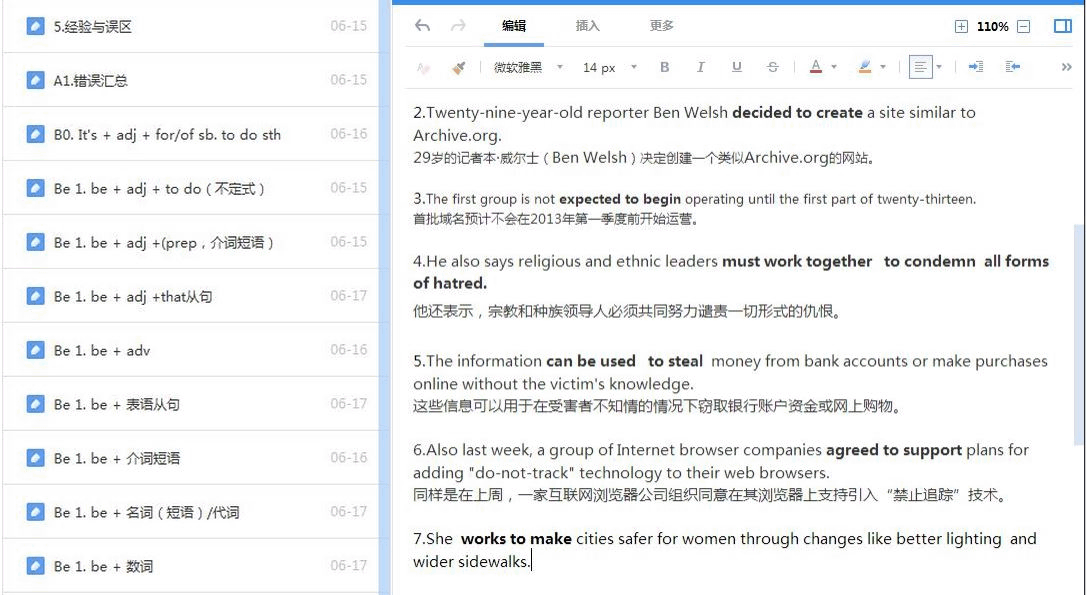 5.经验与误区 06-15
A1.错误汇总 06-15
B0. It's + adj + for/of sb. to do sth 06-16
Be 1. be + adj + to do（不定式） 06-15
Be 1. be + adj +(prep，介词短语） 06-15
Be 1. be + adj +that从句 06-17
Be 1. be + adv 06-16
Be 1. be + 表语从句 06-17
Be 1. be + 介词短语 06-16
Be 1. be + 名词（短语）/代词 06-17
Be 1. be + 数词 06-17
编辑 插入 更多 110%
微软雅黑 14 px B I U S A
2.Twenty-nine-year-old reporter Ben Welsh decided to create a site similar to
Archive.org.
29岁的记者本·威尔士（Ben Welsh）决定创建一个类似Archive.org的网站。
3.The first group is not expected to begin operating until the first part of twenty-thirteen.
首批域名预计不会在2013年第一季度前开始运营。
4.He also says religious and ethnic leaders must work together to condemn all forms
of hatred.
他还表示，宗教和种族领导人必须共同努力谴责一切形式的仇恨。
5.The information can be used to steal money from bank accounts or make purchases
online without the victim's knowledge.
这些信息可以用于在受害者不知情的情况下窃取银行账户资金或网上购物。
6.Also last week, a group of Internet browser companies agreed to support plans for
adding "do-not-track" technology to their web browsers.
同样是在上周，一家互联网浏览器公司组织同意在其浏览器上支持引入“禁止追踪”技术。
7.She works to make cities safer for women through changes like better lighting and
wider sidewalks.